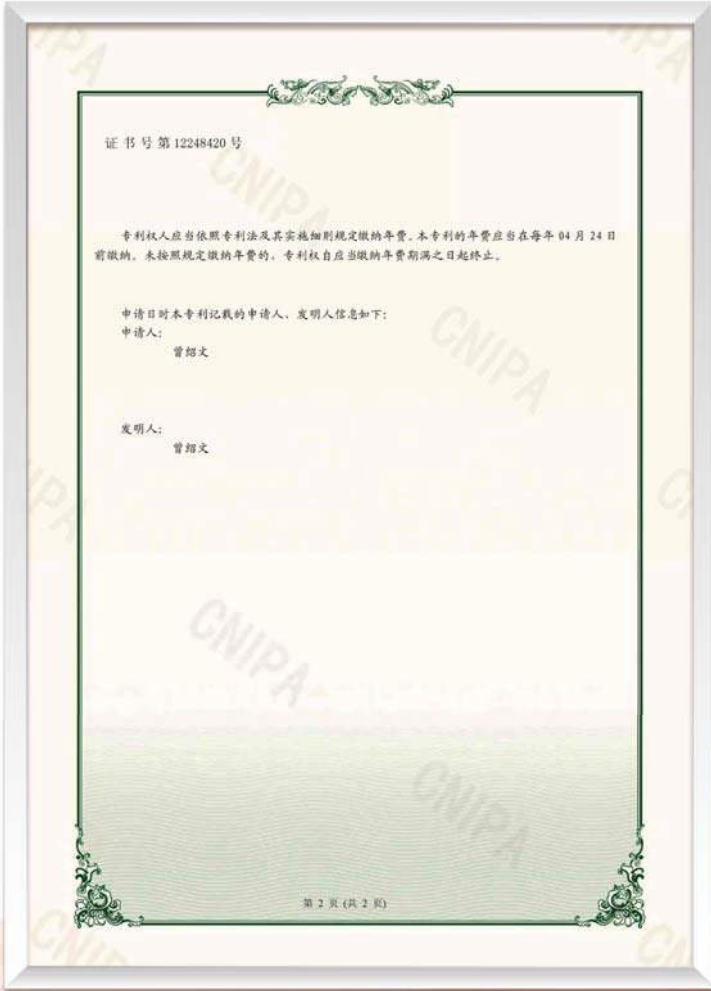 证书号第12248420号
专利权人应当依照专利法及其实施细则规定缴纳年费。本专利的年费应当在每年04月24日
前缴纳。未按照规定缴纳年费的，专利权自应当缴纳年费期满之日起终止。
申请日时本专利记载的申请人、发明人信息如下：
申请人：
曾绍文
发明人：
曾绍文
第 2 页 (共 2 页)
CNIPA
CNIPA
CNIPA
CNIPA